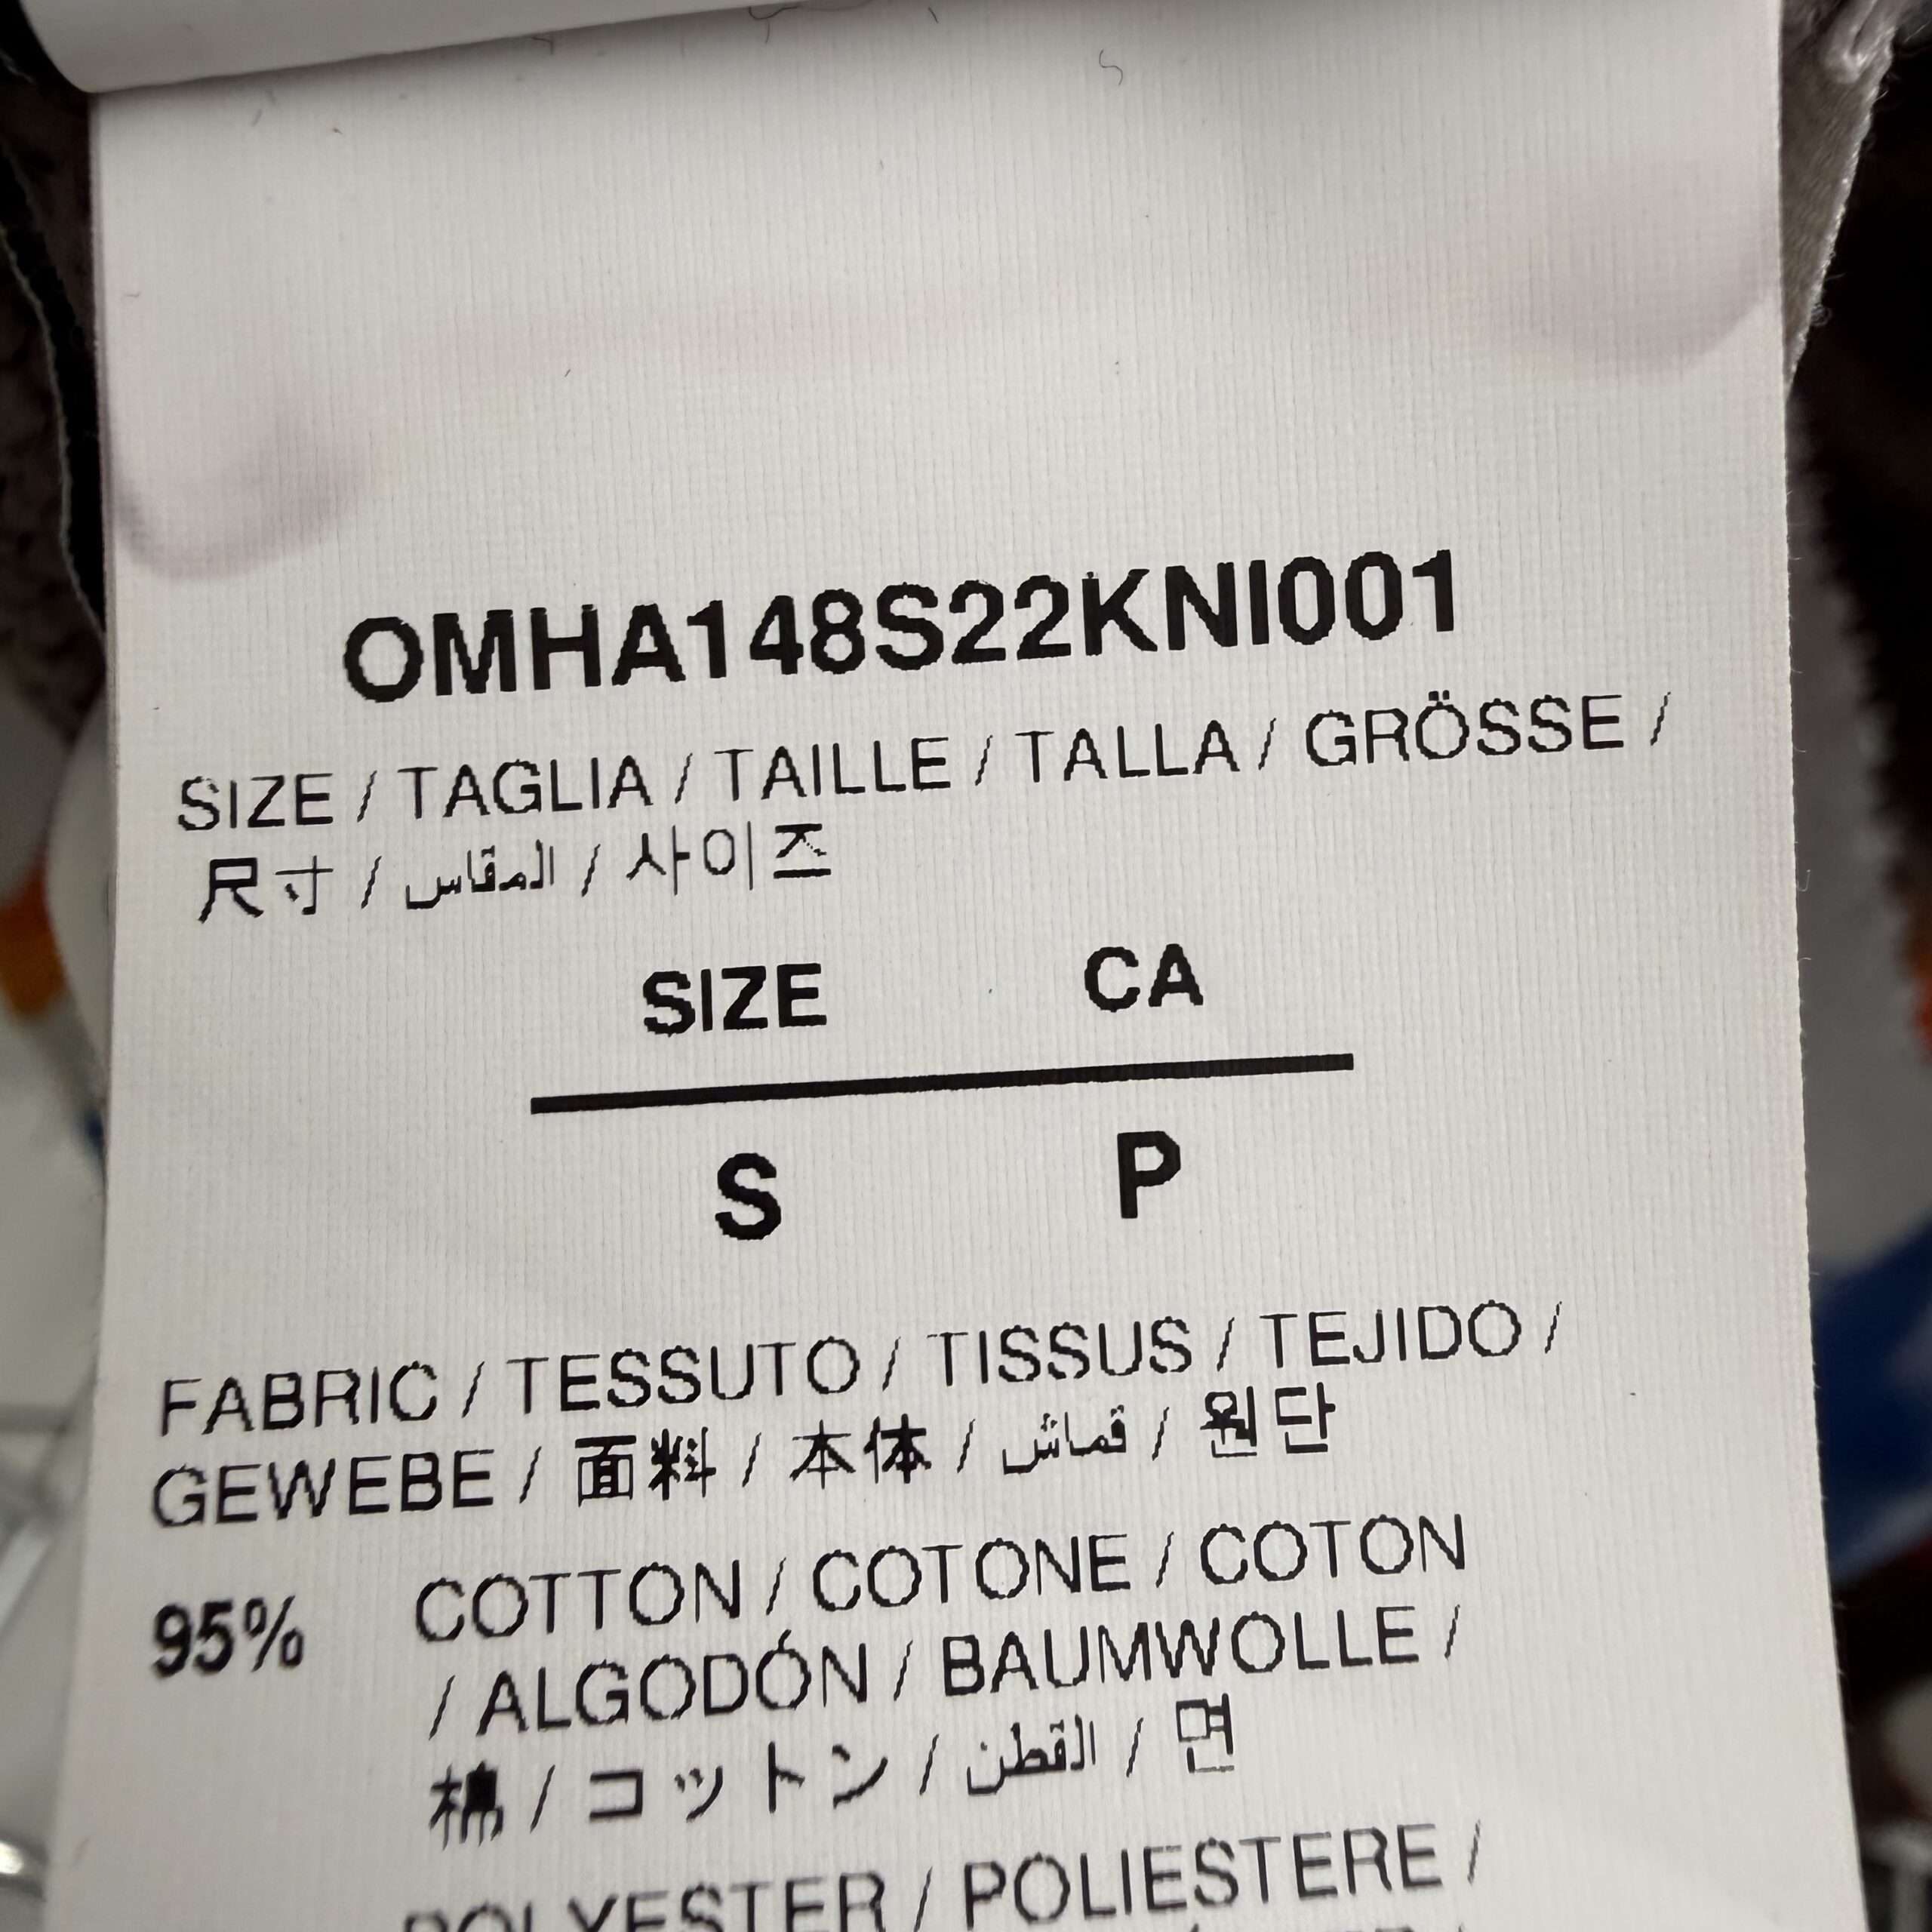 OMHA148S22KNI001
SIZE / TAGLIA / TAILLE / TALLA / GRÖSSE /
尺寸 / المقاس / 사이즈
SIZE CA
S P
FABRIC / TESSUTO / TISSUS / TEJIDO /
GEWEBE / 面料 / 本体 / قماش / 원단
95% COTTON / COTONE / COTON
/ ALGODÓN / BAUMWOLLE /
棉 / コットン / القطن / 면
POLYESTER / POLIESTERE /